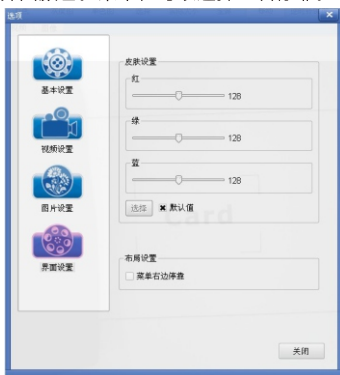 选项
基本设置
视频设置
图片设置
界面设置
皮肤设置
红
128
绿
128
蓝
128
选择
默认值
布局设置
菜单右边停靠
关闭